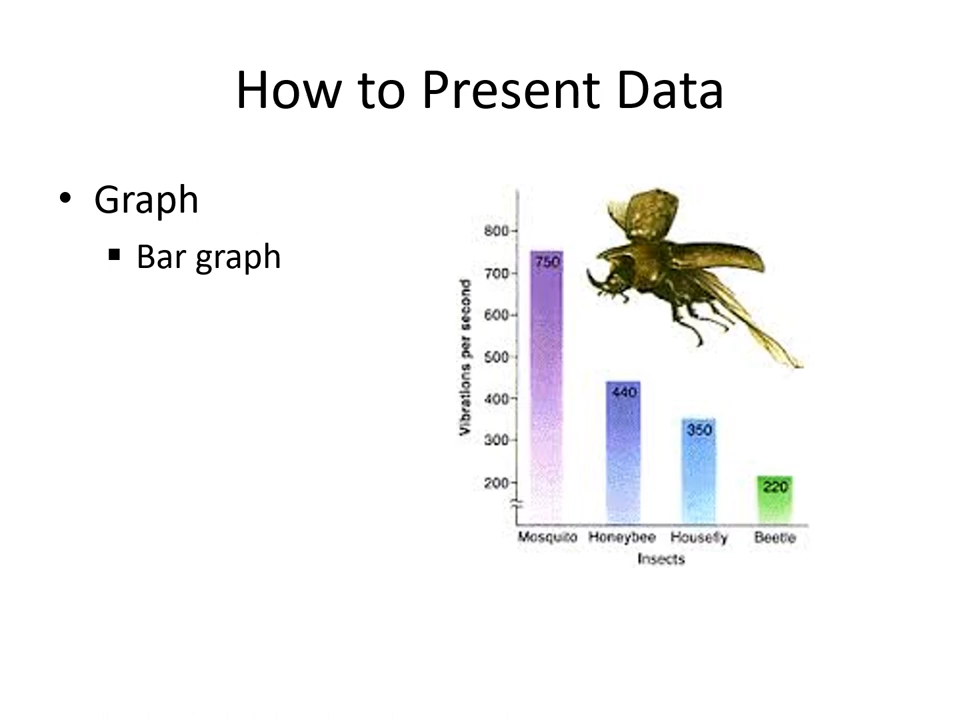 How to Present Data
• Graph
▪ Bar graph
Vibrations per second
800
700
600
500
400
300
200
750
440
350
220
Mosquito Honeybee Housefly Beetle
Insects